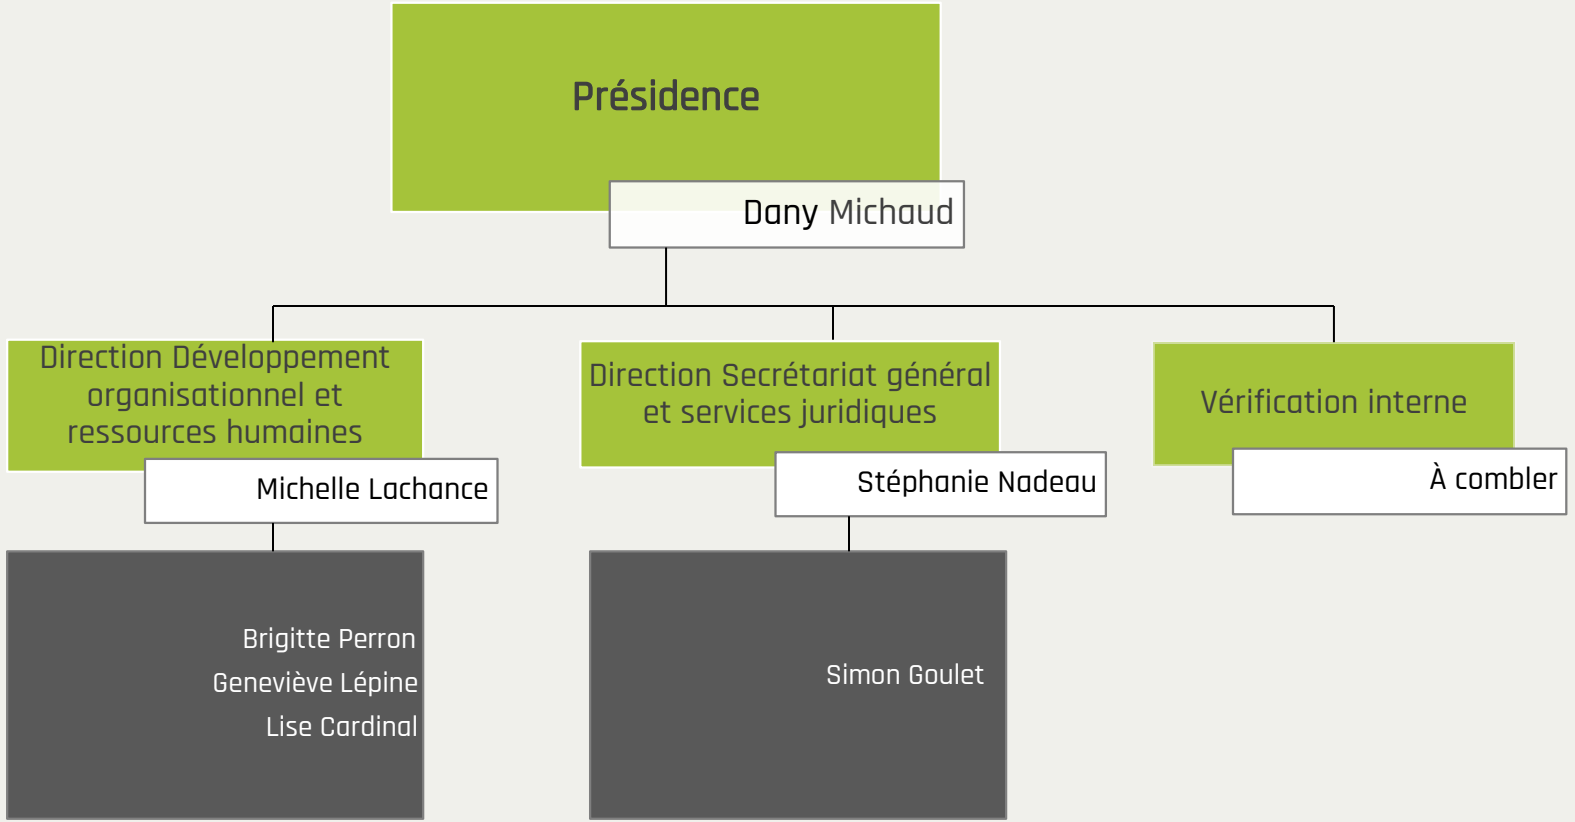 Présidence
Dany Michaud
Direction Développement
organisationnel et
ressources humaines
Michelle Lachance
Direction Secrétariat général
et services juridiques
Stéphanie Nadeau
Vérification interne
À combler
Brigitte Perron
Geneviève Lépine
Lise Cardinal
Simon Goulet